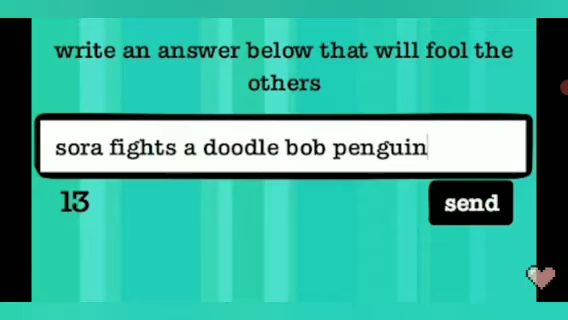 write an answer below that will fool the
others
sora fights a doodle bob penguin
13
send